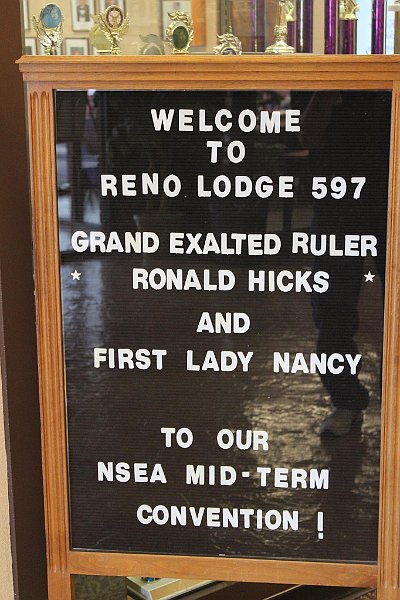 WELCOME
TO
RENO LODGE 597
GRAND EXALTED RULER
RONALD HICKS
AND
FIRST LADY NANCY
TO OUR
NSEA MID-TERM
CONVENTION !